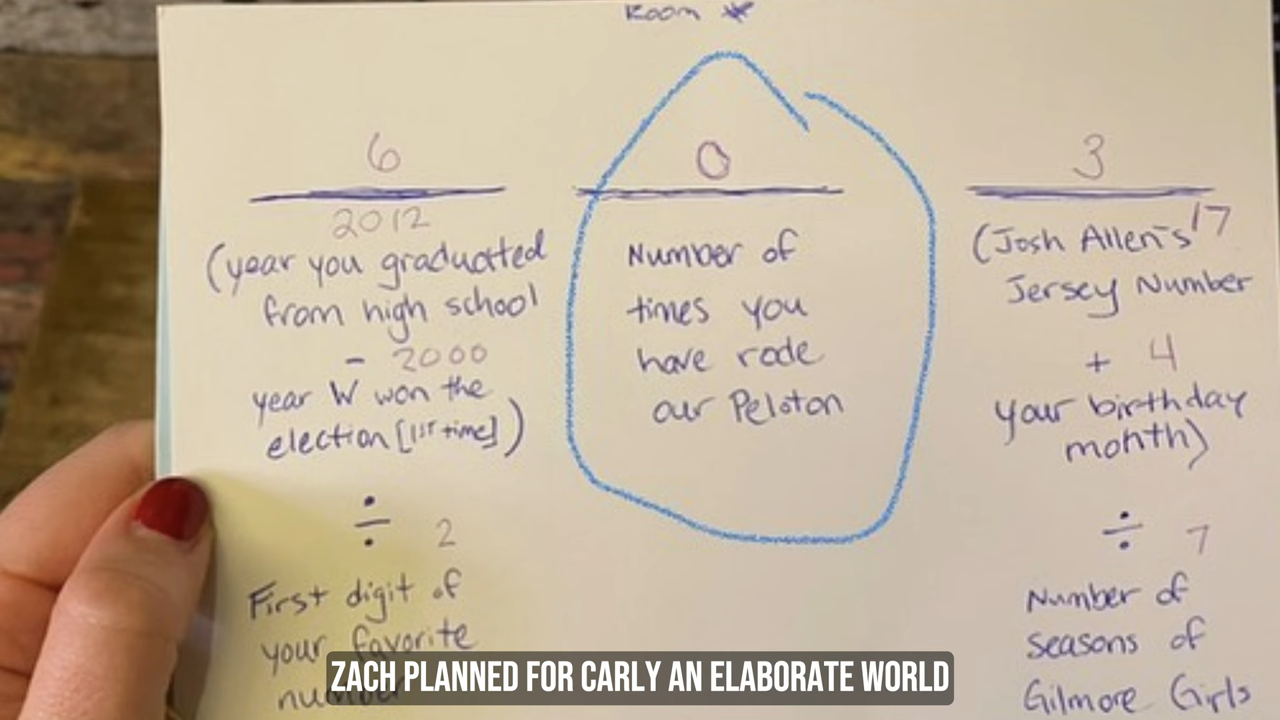 Room #
6
2012
(year you graduated
from high school
- 2000
year W won the
election [1st time])
÷ 2
First digit of
your favorite
number
0
Number of
times you
have rode
our Peloton
3
(Josh Allen's 17
Jersey Number
+ 4
your birthday
month)
÷ 7
Number of
seasons of
Gilmore Girls
ZACH PLANNED FOR CARLY AN ELABORATE WORLD